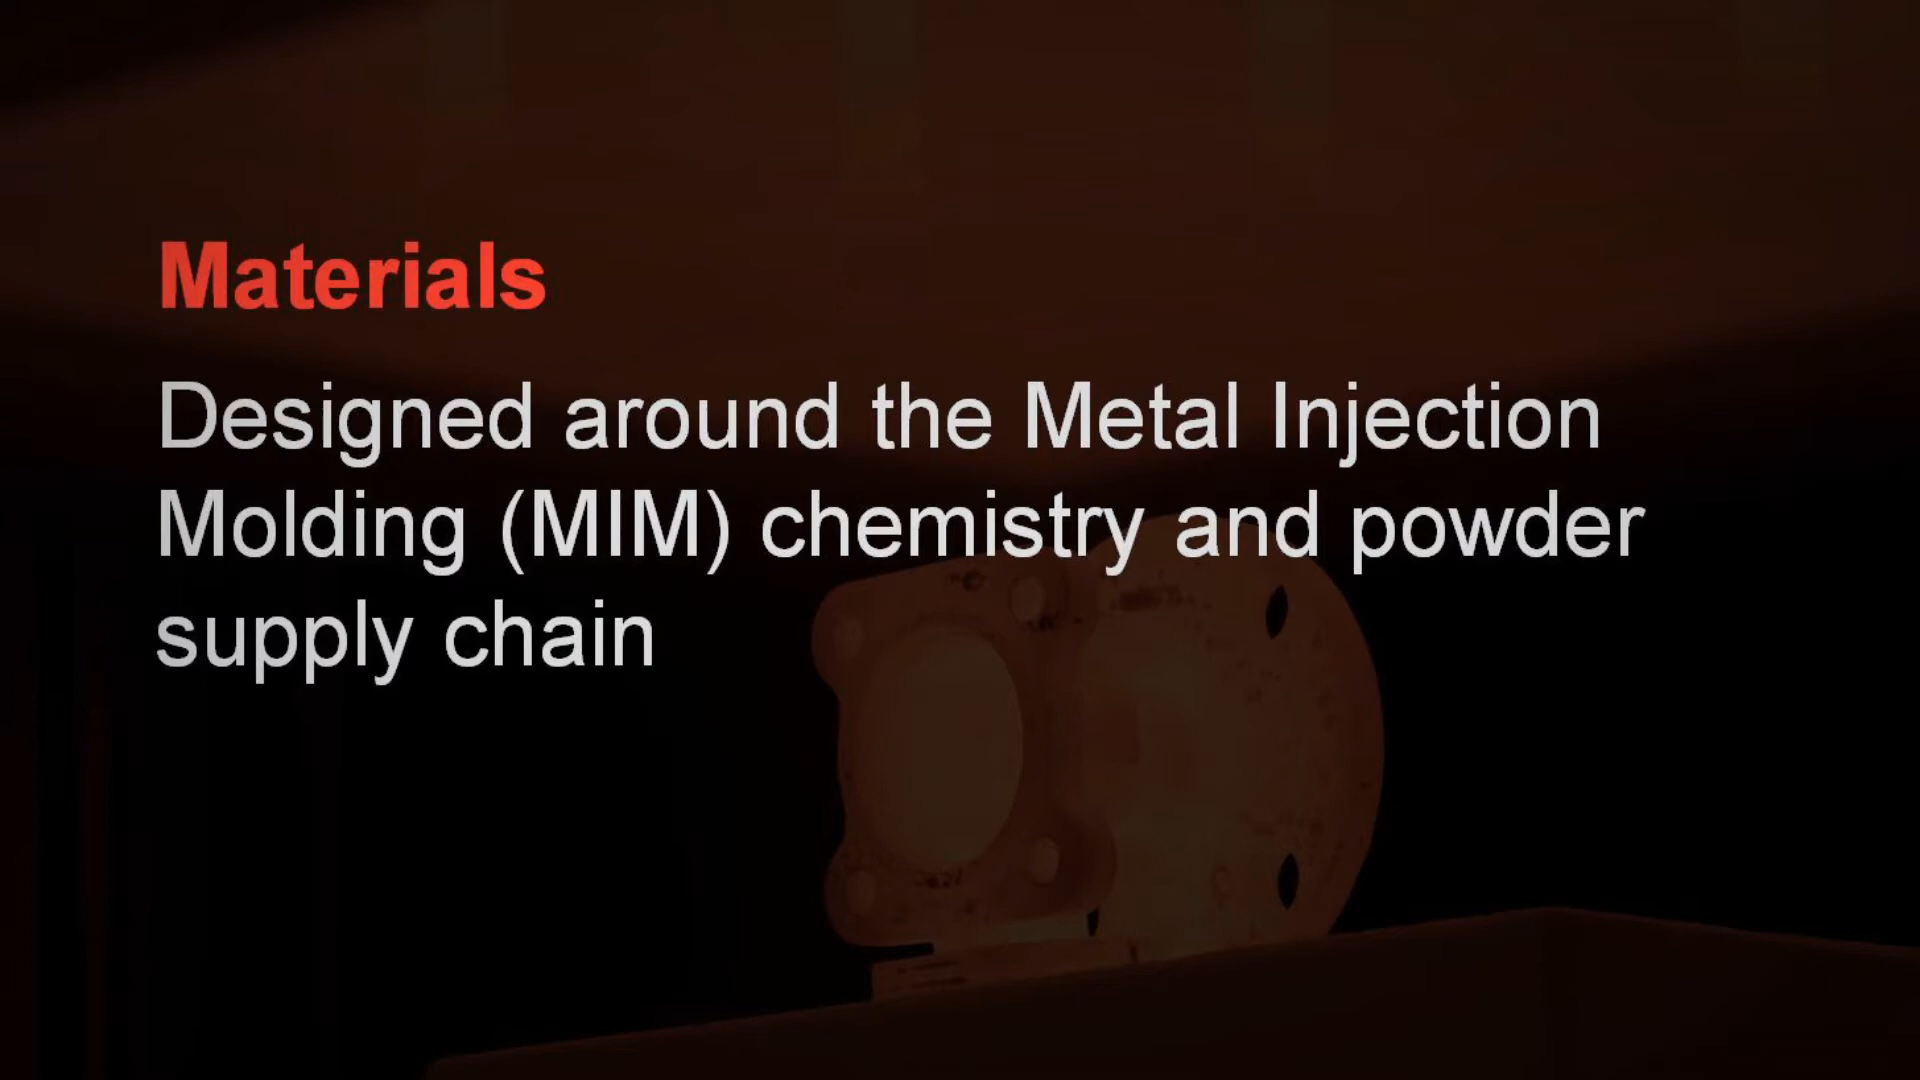 Materials
Designed around the Metal Injection
Molding (MIM) chemistry and powder
supply chain